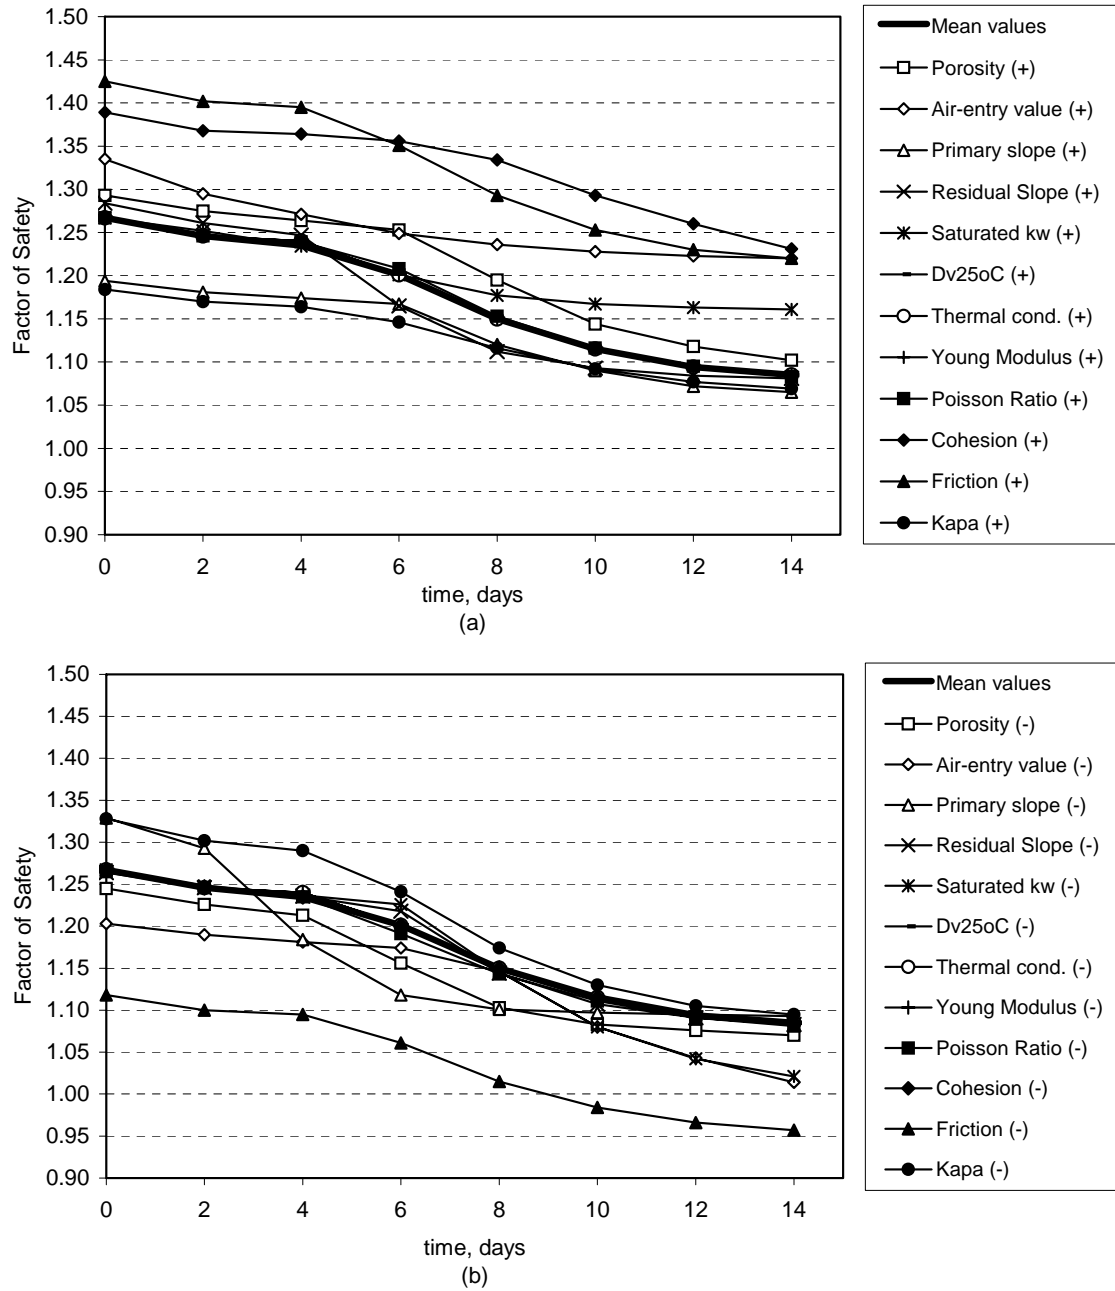 1.50
1.45
1.40
1.35
1.30
1.25
1.20
1.15
1.10
1.05
1.00
0.95
0.90
Factor of Safety
0 2 4 6 8 10 12 14
time, days
(a)
Mean values
Porosity (+)
Air-entry value (+)
Primary slope (+)
Residual Slope (+)
Saturated kw (+)
Dv25oC (+)
Thermal cond. (+)
Young Modulus (+)
Poisson Ratio (+)
Cohesion (+)
Friction (+)
Kapa (+)
1.50
1.45
1.40
1.35
1.30
1.25
1.20
1.15
1.10
1.05
1.00
0.95
0.90
Factor of Safety
0 2 4 6 8 10 12 14
time, days
(b)
Mean values
Porosity (-)
Air-entry value (-)
Primary slope (-)
Residual Slope (-)
Saturated kw (-)
Dv25oC (-)
Thermal cond. (-)
Young Modulus (-)
Poisson Ratio (-)
Cohesion (-)
Friction (-)
Kapa (-)